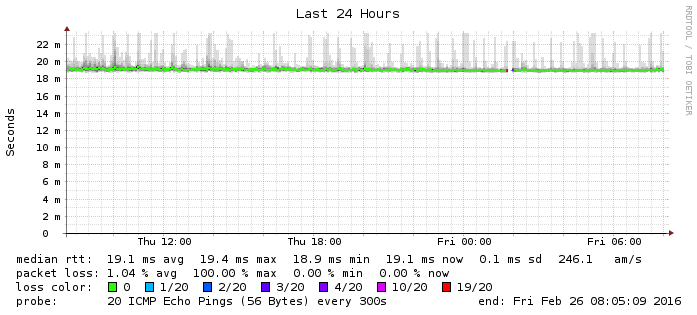 Last 24 Hours
RRDTOOL / TOBI OETIKER
Seconds
22 m
20 m
18 m
16 m
14 m
12 m
10 m
8 m
6 m
4 m
2 m
0
Thu 12:00 Thu 18:00 Fri 00:00 Fri 06:00
median rtt: 19.1 ms avg 19.4 ms max 18.9 ms min 19.1 ms now 0.1 ms sd 246.1 am/s
packet loss: 1.04 % avg 100.00 % max 0.00 % min 0.00 % now
loss color: 0 1/20 2/20 3/20 4/20 10/20 19/20
probe: 20 ICMP Echo Pings (56 Bytes) every 300s end: Fri Feb 26 08:05:09 2016